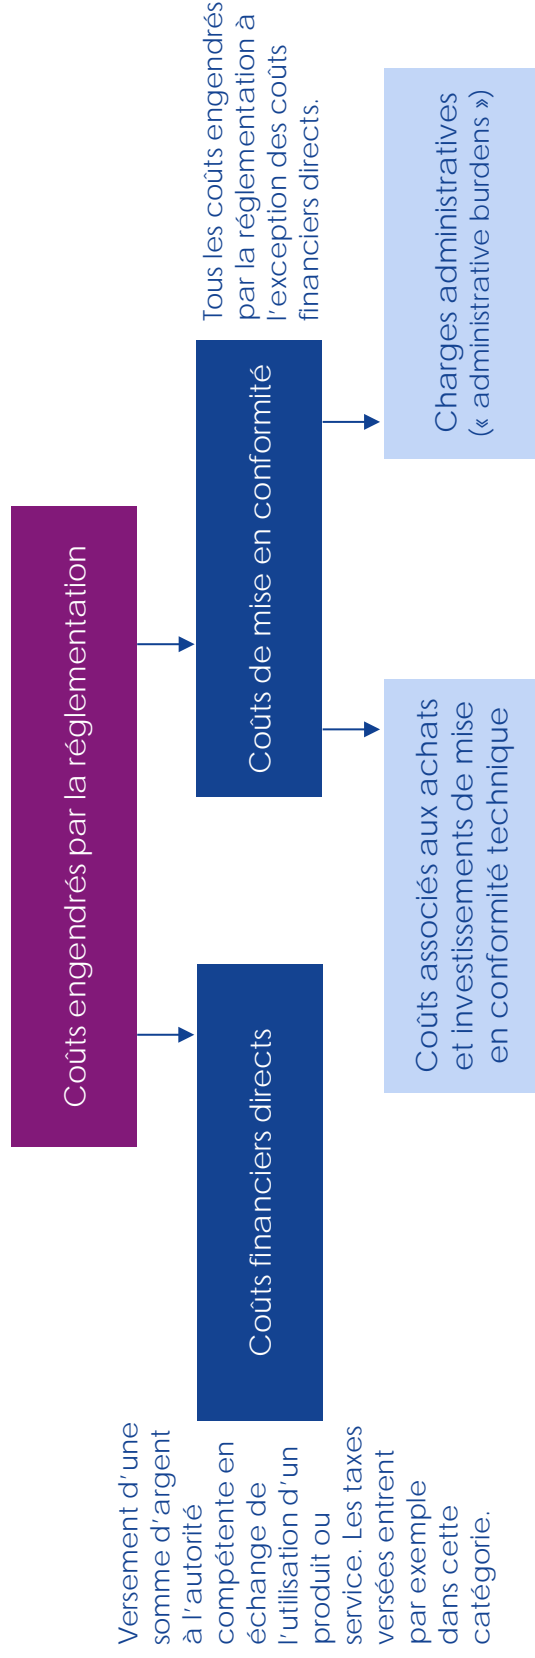 Coûts engendrés par la réglementation
Versement d'une
somme d'argent
à l'autorité
compétente en
échange de
l'utilisation d'un
produit ou
service. Les taxes
versées entrent
par exemple
dans cette
catégorie.
Coûts financiers directs
Coûts de mise en conformité
Tous les coûts engendrés
par la réglementation à
l'exception des coûts
financiers directs.
Coûts associés aux achats
et investissements de mise
en conformité technique
Charges administratives
(« administrative burdens »)